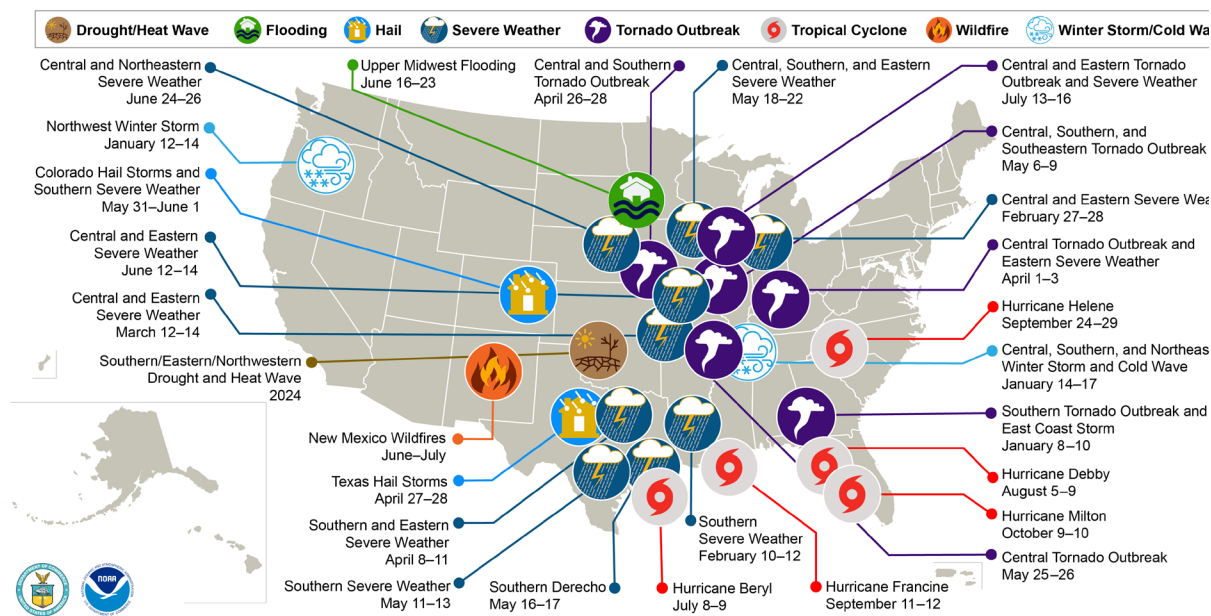 Drought/Heat Wave
Flooding
Hail
Severe Weather
Tornado Outbreak
Tropical Cyclone
Wildfire
Winter Storm/Cold Wa
Central and Northeastern
Severe Weather
June 24–26
Upper Midwest Flooding
June 16–23
Central and Southern
Tornado Outbreak
April 26–28
Central, Southern, and Eastern
Severe Weather
May 18–22
Central and Eastern Tornado
Outbreak and Severe Weather
July 13–16
Northwest Winter Storm
January 12–14
Central, Southern, and
Southeastern Tornado Outbreak
May 6–9
Colorado Hail Storms and
Southern Severe Weather
May 31–June 1
Central and Eastern Severe Wea
February 27–28
Central and Eastern
Severe Weather
June 12–14
Central Tornado Outbreak and
Eastern Severe Weather
April 1–3
Central and Eastern
Severe Weather
March 12–14
Hurricane Helene
September 24–29
Southern/Eastern/Northwestern
Drought and Heat Wave
2024
Central, Southern, and Northeas
Winter Storm and Cold Wave
January 14–17
New Mexico Wildfires
June–July
Southern Tornado Outbreak and
East Coast Storm
January 8–10
Texas Hail Storms
April 27–28
Hurricane Debby
August 5–9
Southern and Eastern
Severe Weather
April 8–11
Southern
Severe Weather
February 10–12
Hurricane Milton
October 9–10
Central Tornado Outbreak
May 25–26
Southern Severe Weather
May 11–13
Southern Derecho
May 16–17
Hurricane Beryl
July 8–9
Hurricane Francine
September 11–12
NOAA